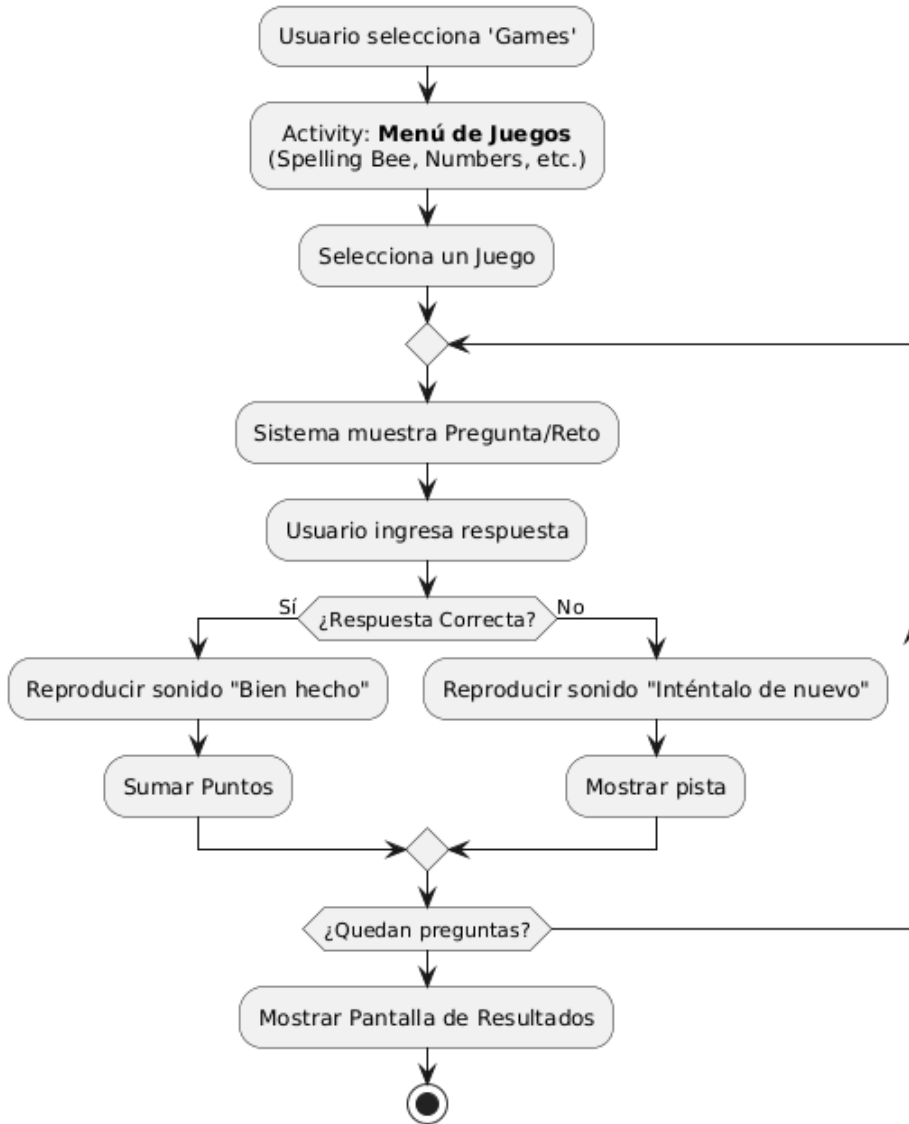 Usuario selecciona 'Games'
Activity: Menú de Juegos
(Spelling Bee, Numbers, etc.)
Selecciona un Juego
Sistema muestra Pregunta/Reto
Usuario ingresa respuesta
Sí
¿Respuesta Correcta?
No
Reproducir sonido "Bien hecho"
Reproducir sonido "Inténtalo de nuevo"
Sumar Puntos
Mostrar pista
¿Quedan preguntas?
Mostrar Pantalla de Resultados